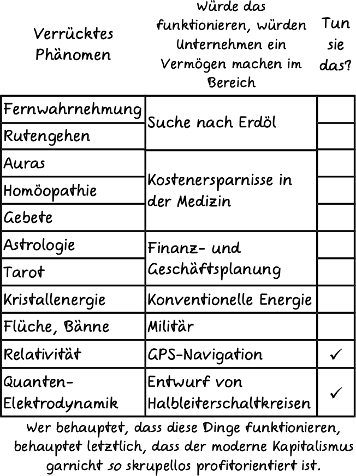 Verrücktes
Phänomen
Würde das
funktionieren, würden
Unternehmen ein
Vermögen machen im
Bereich
Tun
sie
das?
Fernwahrnehmung
Rutengehen
Suche nach Erdöl
Auras
Homöopathie
Gebete
Kostenersparnisse in
der Medizin
Astrologie
Tarot
Finanz- und
Geschäftsplanung
Kristallenergie
Konventionelle Energie
Flüche, Bänne
Militär
Relativität
GPS-Navigation
✓
Quanten-
Elektrodynamik
Entwurf von
Halbleiterschaltkreisen
✓
Wer behauptet, dass diese Dinge funktionieren,
behauptet letztlich, dass der moderne Kapitalismus
garnicht so skrupellos profitorientiert ist.